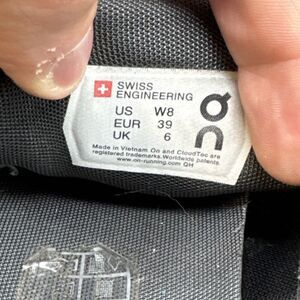 SWISS
ENGINEERING
US W8
EUR 39
UK 6
Made in Vietnam On and CloudTec are
registered trademarks. Worldwide patents.
www.on-running.com QH